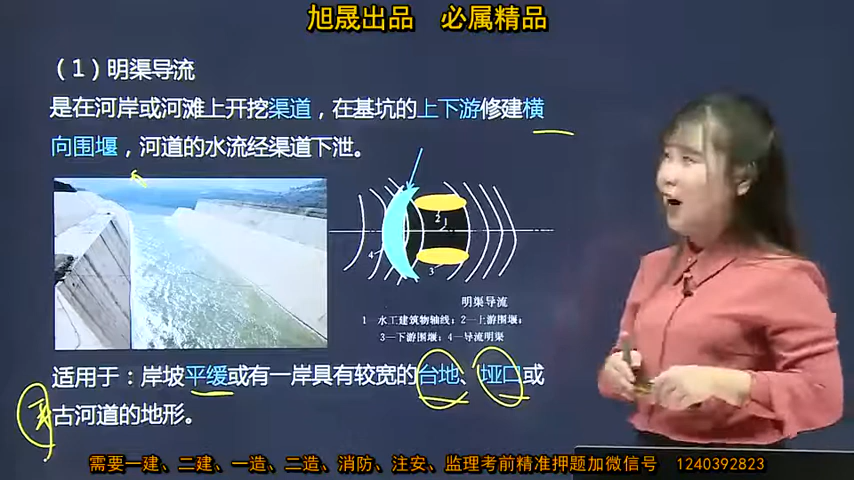 旭晟出品 必属精品
（1）明渠导流
是在河岸或河滩上开挖渠道，在基坑的上下游修建横
向围堰，河道的水流经渠道下泄。
2
1
4
3
明渠导流
1－水工建筑物轴线；2－上游围堰；
3－下游围堰；4－导流明渠
适用于：岸坡平缓或有一岸具有较宽的台地、垭口或
古河道的地形。
需要一建、二建、一造、二造、消防、注安、监理考前精准押题加微信号 1240392823